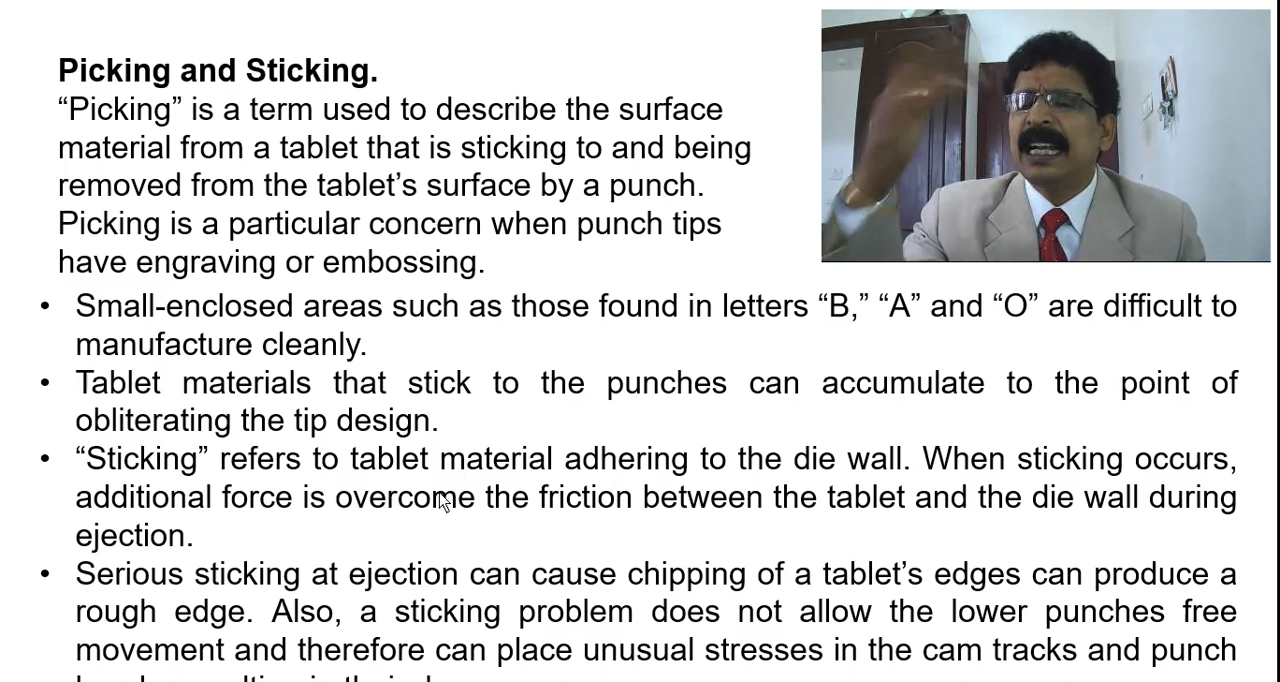 Picking and Sticking.
“Picking” is a term used to describe the surface
material from a tablet that is sticking to and being
removed from the tablet’s surface by a punch.
Picking is a particular concern when punch tips
have engraving or embossing.
• Small-enclosed areas such as those found in letters “B,” “A” and “O” are difficult to
manufacture cleanly.
• Tablet materials that stick to the punches can accumulate to the point of
obliterating the tip design.
• “Sticking” refers to tablet material adhering to the die wall. When sticking occurs,
additional force is overcome the friction between the tablet and the die wall during
ejection.
• Serious sticking at ejection can cause chipping of a tablet’s edges can produce a
rough edge. Also, a sticking problem does not allow the lower punches free
movement and therefore can place unusual stresses in the cam tracks and punch